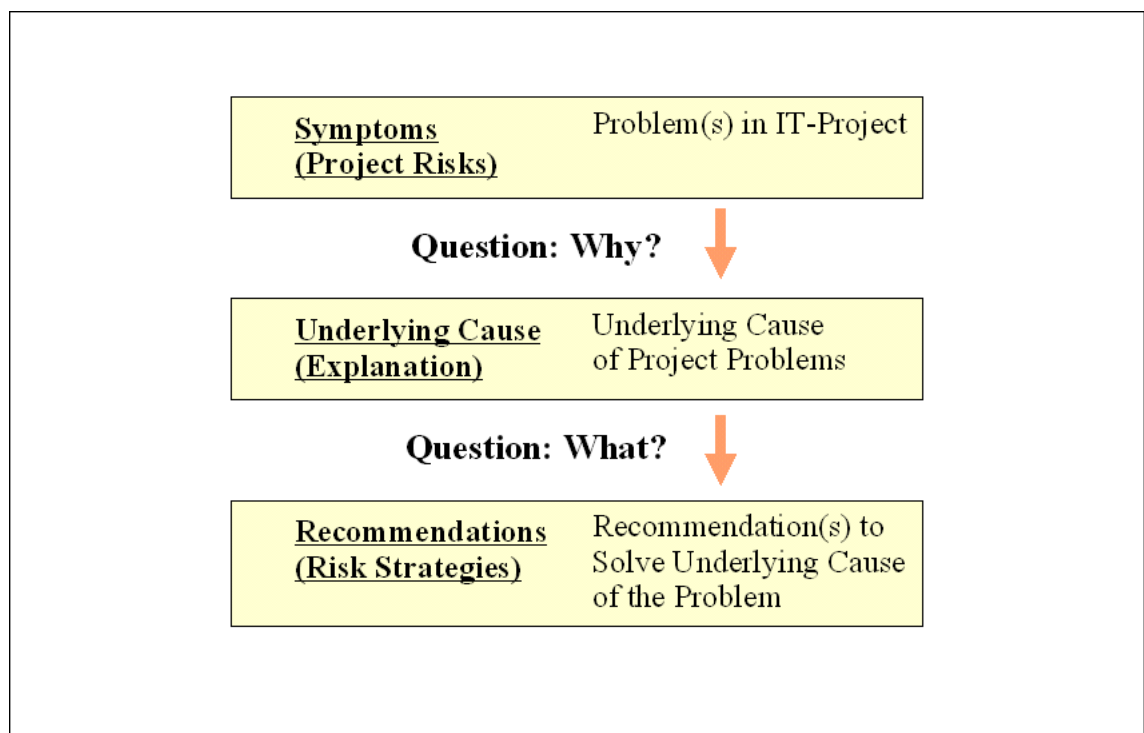 Symptoms
(Project Risks)
Problem(s) in IT-Project
Question: Why?
Underlying Cause
(Explanation)
Underlying Cause
of Project Problems
Question: What?
Recommendations
(Risk Strategies)
Recommendation(s) to
Solve Underlying Cause
of the Problem